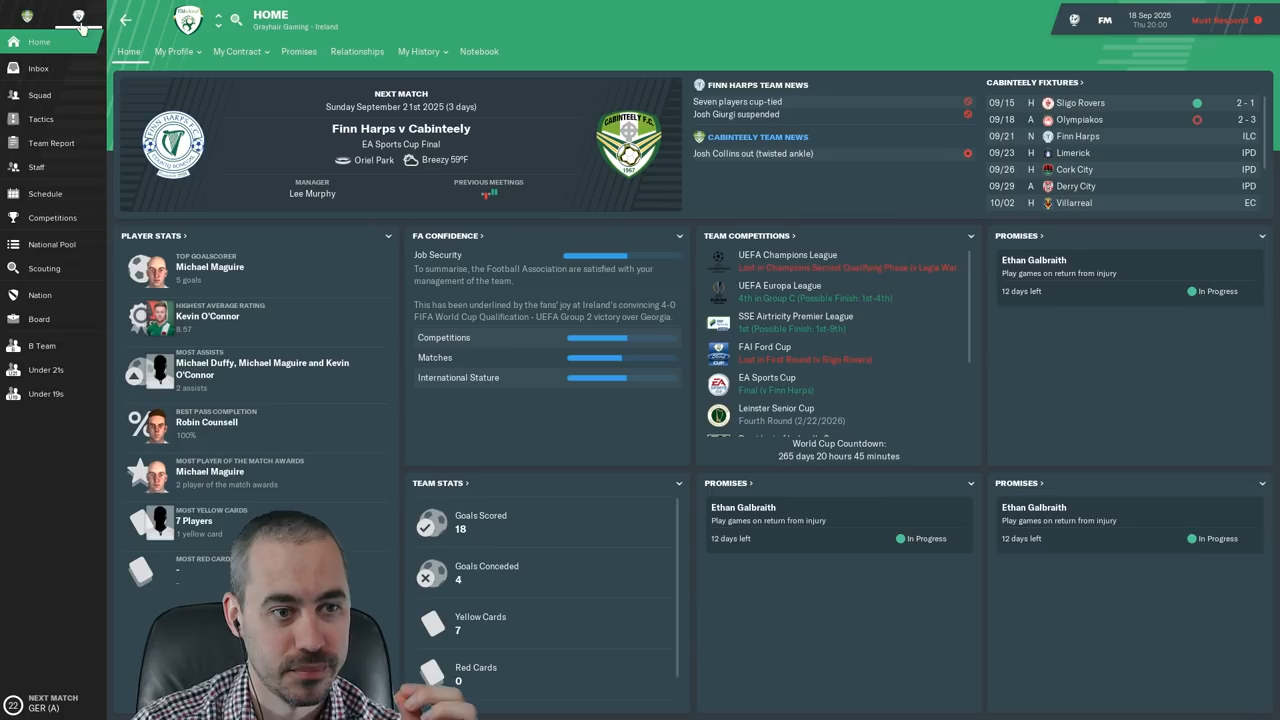 HOME
Grayhair Gaming - Ireland
FM
18 Sep 2025
Thu 20:00
Must Respond
Home
My Profile
My Contract
Promises
Relationships
My History
Notebook
Home
Inbox
Squad
Tactics
Team Report
Staff
Schedule
Competitions
National Pool
Scouting
Nation
Board
B Team
Under 21s
Under 19s
22
NEXT MATCH
GER (A)
NEXT MATCH
Sunday September 21st 2025 (3 days)
Finn Harps v Cabinteely
EA Sports Cup Final
Oriel Park
Breezy 59°F
MANAGER
Lee Murphy
PREVIOUS MEETINGS
CABINTEELY F.C.
1967
FINN HARPS TEAM NEWS
Seven players cup-tied
Josh Giurgi suspended
CABINTEELY TEAM NEWS
Josh Collins out (twisted ankle)
CABINTEELY FIXTURES >
09/15 H Sligo Rovers 2 - 1
09/18 A Olympiakos 2 - 3
09/21 N Finn Harps ILC
09/23 H Limerick IPD
09/26 H Cork City IPD
09/29 A Derry City IPD
10/02 H Villarreal EC
PLAYER STATS >
TOP GOALSCORER
Michael Maguire
5 goals
HIGHEST AVERAGE RATING
Kevin O'Connor
8.57
MOST ASSISTS
Michael Duffy, Michael Maguire and Kevin
O'Connor
2 assists
BEST PASS COMPLETION
Robin Counsell
100%
MOST PLAYER OF THE MATCH AWARDS
Michael Maguire
2 player of the match awards
MOST YELLOW CARDS
7 Players
1 yellow card
MOST RED CARDS
-
-
FA CONFIDENCE >
Job Security
To summarise, the Football Association are satisfied with your
management of the team.
This has been underlined by the fans' joy at Ireland's convincing 4-0
FIFA World Cup Qualification - UEFA Group 2 victory over Georgia.
Competitions
Matches
International Stature
TEAM STATS >
Goals Scored
18
Goals Conceded
4
Yellow Cards
7
Red Cards
0
TEAM COMPETITIONS >
UEFA Champions League
Lost in Champions Second Qualifying Phase (v Legia War...
UEFA Europa League
4th in Group C (Possible Finish: 1st-4th)
SSE Airtricity Premier League
1st (Possible Finish: 1st-9th)
FAI Ford Cup
Lost in First Round (v Sligo Rovers)
EA Sports Cup
Final (v Finn Harps)
Leinster Senior Cup
Fourth Round (2/22/2026)
World Cup Countdown:
265 days 20 hours 45 minutes
PROMISES >
Ethan Galbraith
Play games on return from injury
12 days left
In Progress
PROMISES >
Ethan Galbraith
Play games on return from injury
12 days left
In Progress
PROMISES >
Ethan Galbraith
Play games on return from injury
12 days left
In Progress